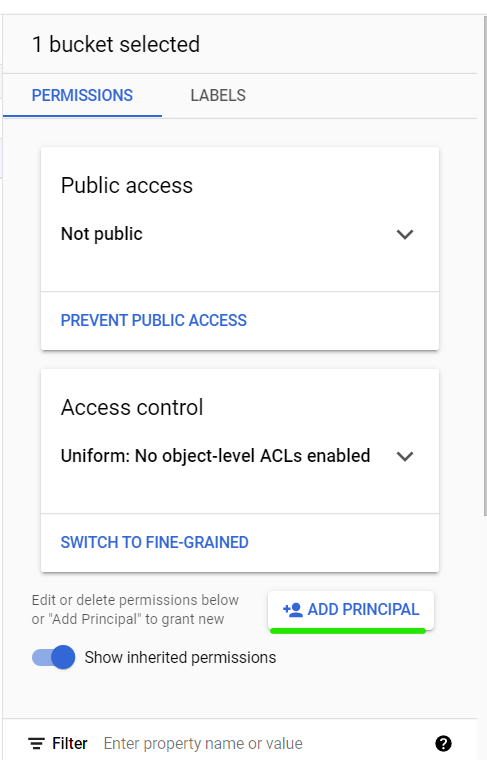 1 bucket selected
PERMISSIONS LABELS
Public access
Not public
PREVENT PUBLIC ACCESS
Access control
Uniform: No object-level ACLs enabled
SWITCH TO FINE-GRAINED
Edit or delete permissions below
or "Add Principal" to grant new
ADD PRINCIPAL
Show inherited permissions
Filter Enter property name or value